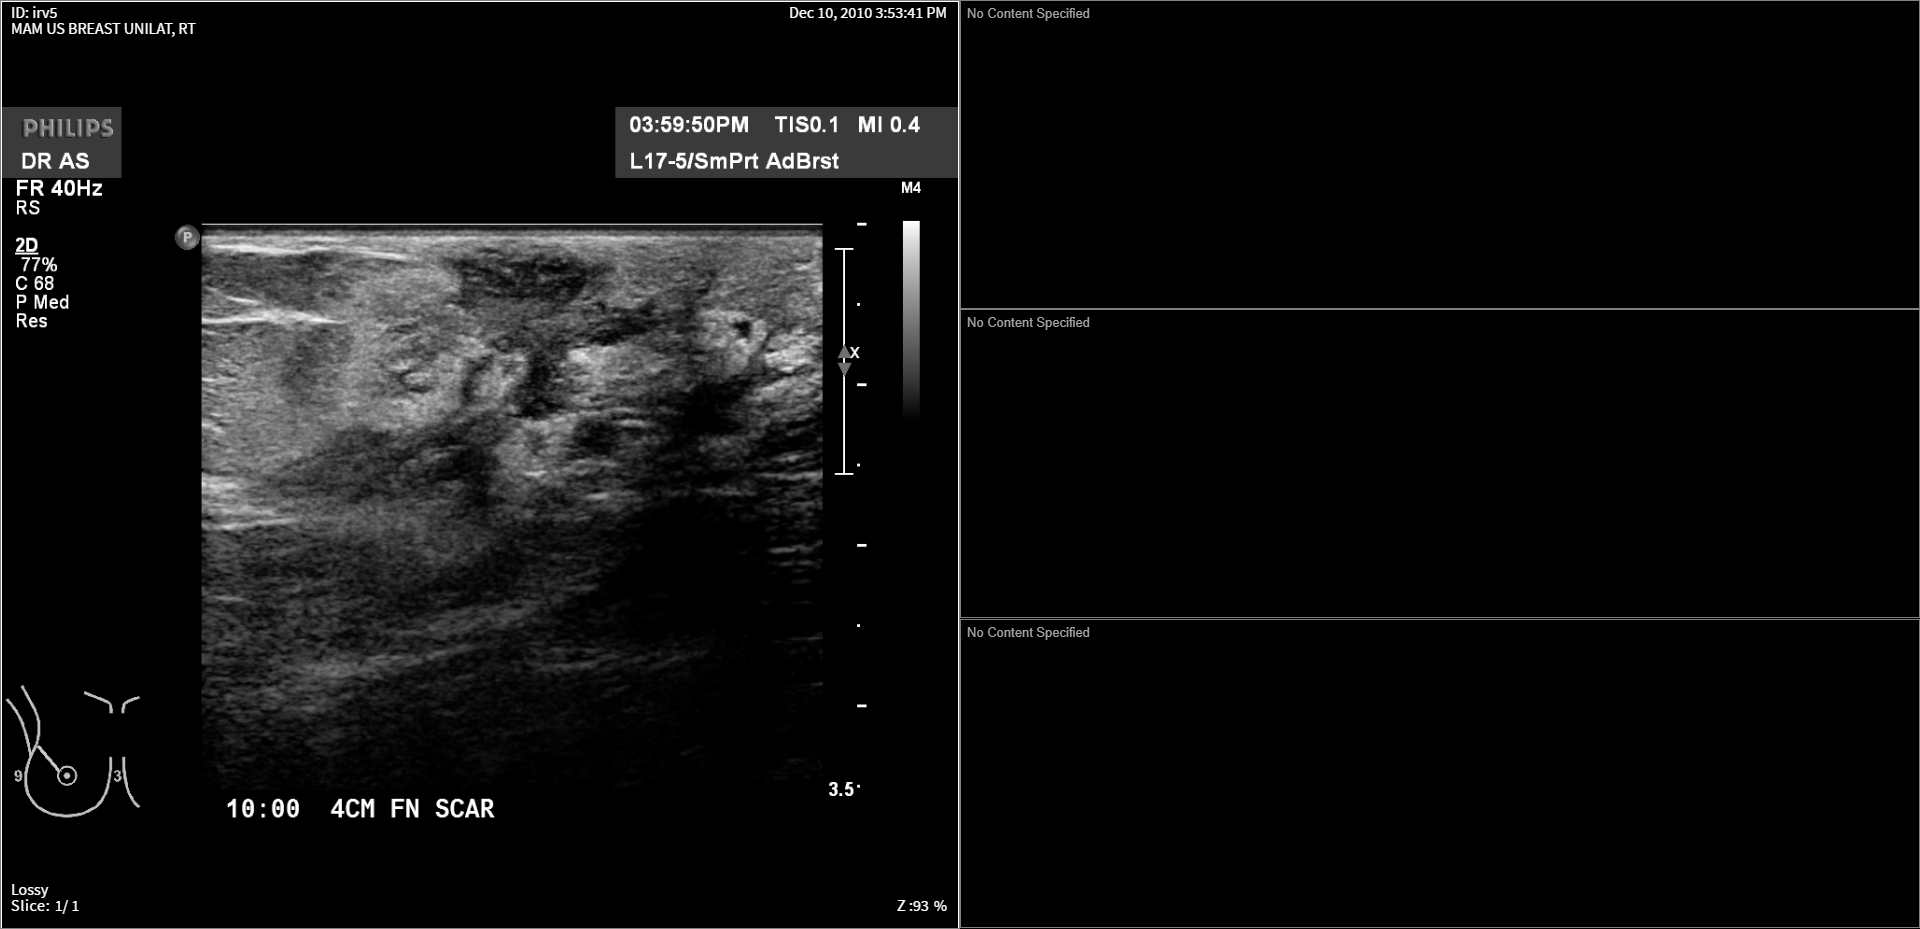 ID: irv5
MAM US BREAST UNILAT, RT
Dec 10, 2010 3:53:41 PM
PHILIPS
DR AS
03:59:50PM TIS0.1 MI 0.4
L17-5/SmPrt AdBrst
FR 40Hz
RS
M4
P
2D
77%
C 68
P Med
Res
X
3.5
9
3
10:00 4CM FN SCAR
Lossy
Slice: 1/ 1
Z :93 %
No Content Specified
No Content Specified
No Content Specified